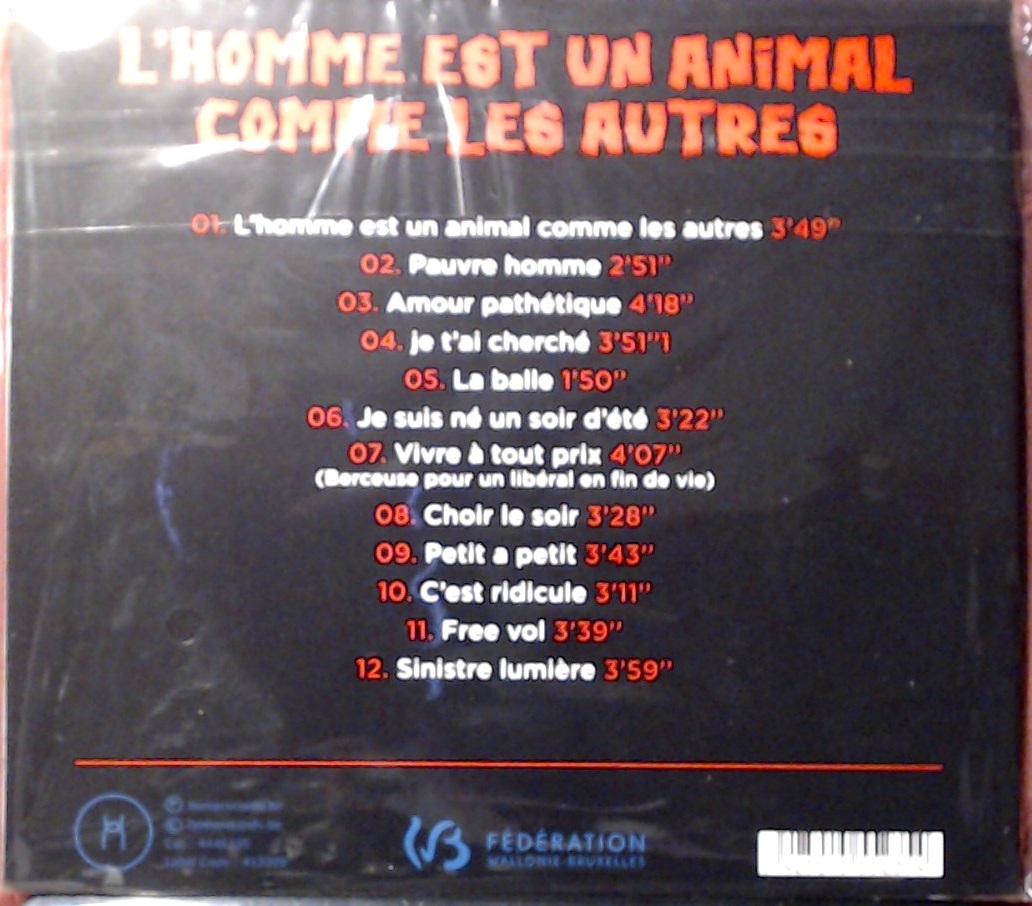 L'HOMME EST UN ANiMAL
COMME LES AUTRES
01. L'homme est un animal comme les autres 3'49"
02. Pauvre homme 2'51"
03. Amour pathétique 4'18"
04. je t'ai cherché 3'51"1
05. La balle 1'50"
06. Je suis né un soir d'été 3'22"
07. Vivre à tout prix 4'07"
(Berceuse pour un libéral en fin de vie)
08. Choir le soir 3'28"
09. Petit a petit 3'43"
10. C'est ridicule 3'11"
11. Free vol 3'39"
12. Sinistre lumière 3'59"
FÉDÉRATION
WALLONIE-BRUXELLES